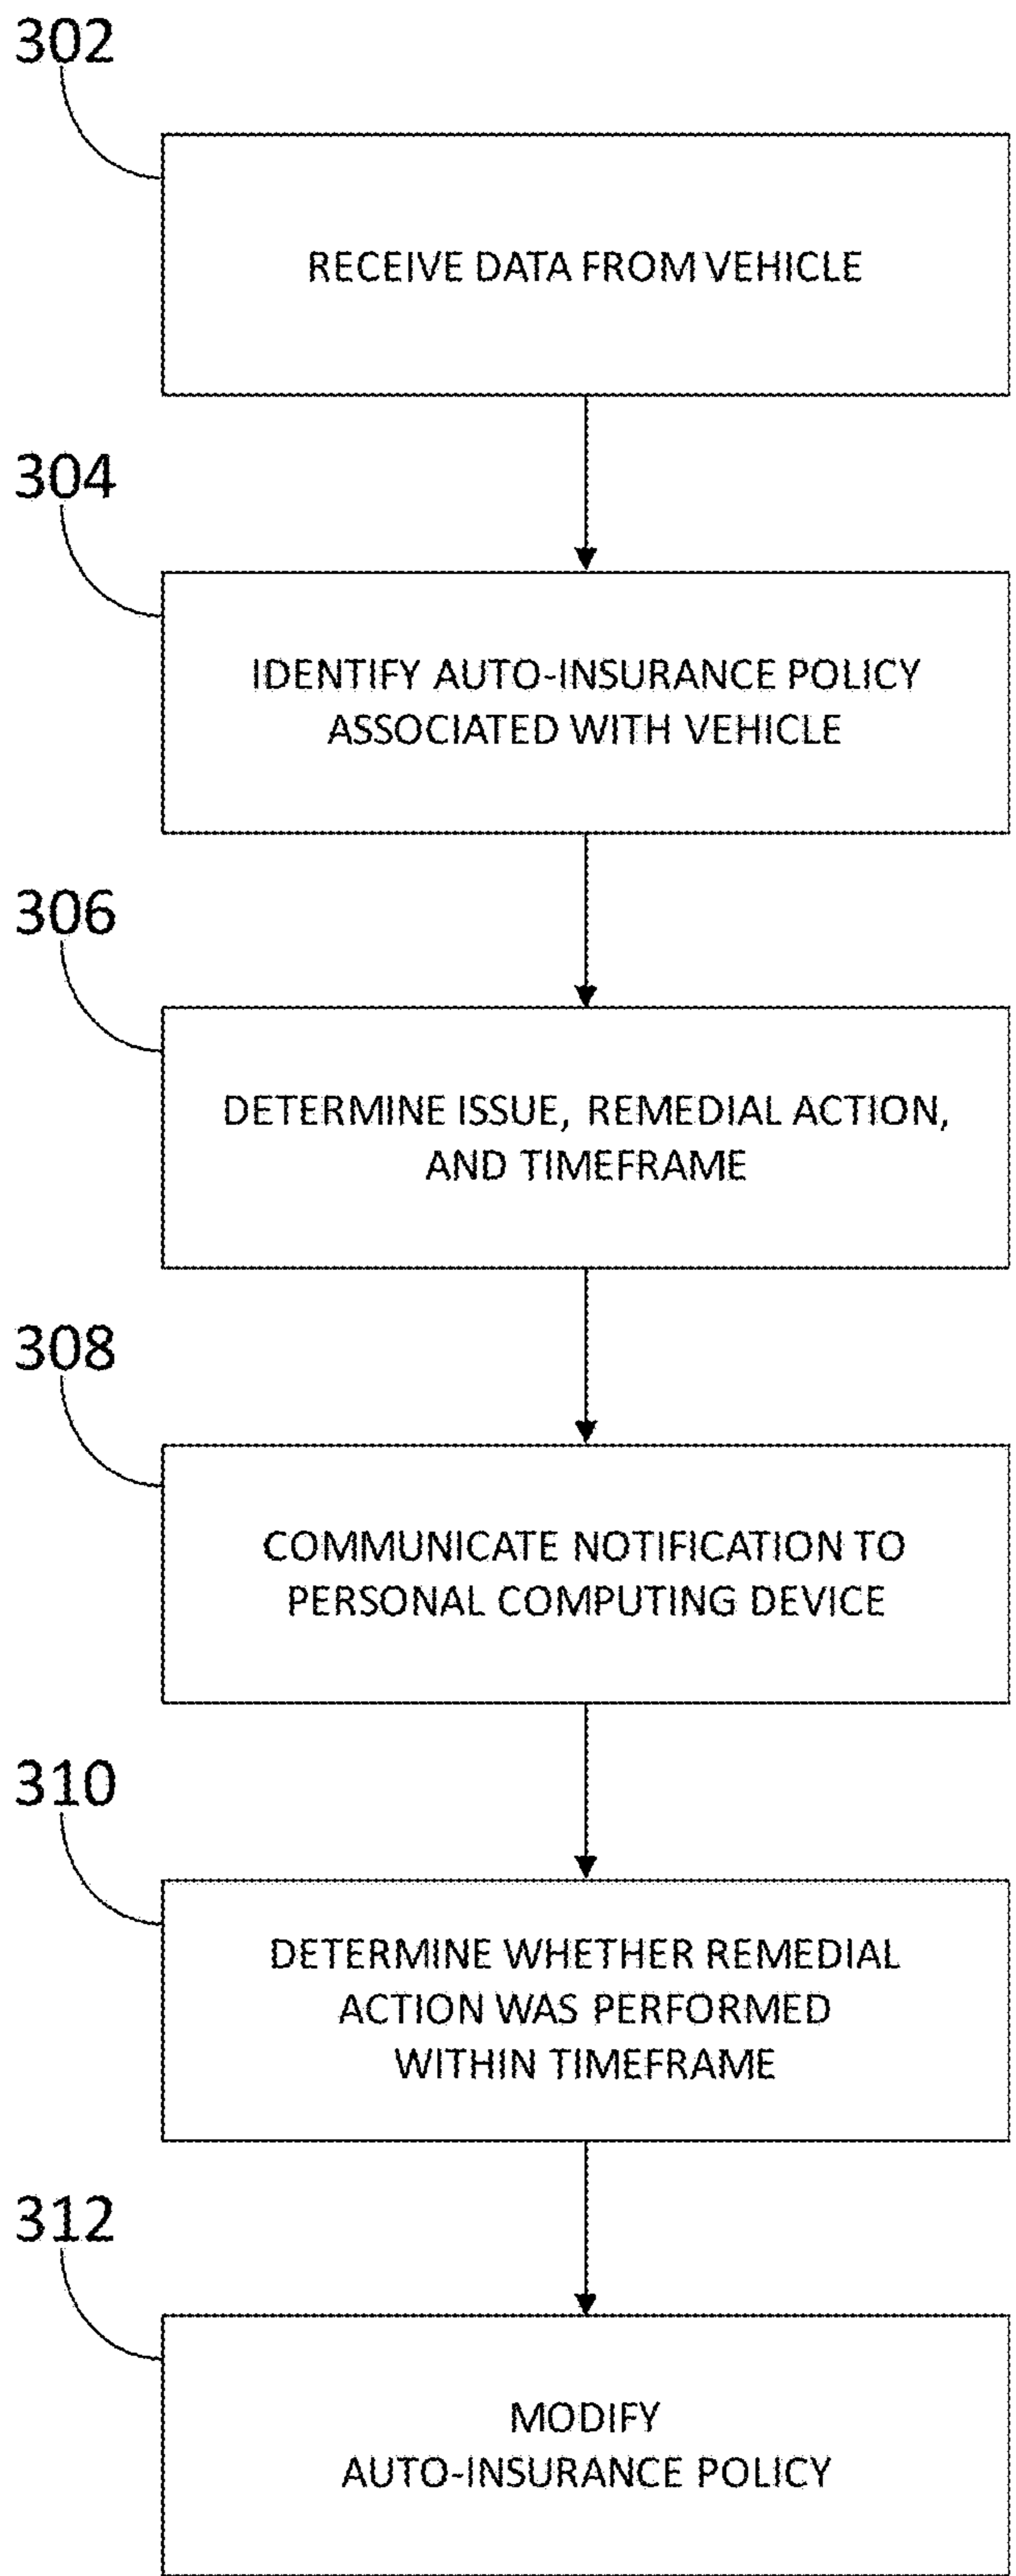 302
RECEIVE DATA FROM VEHICLE
304
IDENTIFY AUTO-INSURANCE POLICY
ASSOCIATED WITH VEHICLE
306
DETERMINE ISSUE, REMEDIAL ACTION,
AND TIMEFRAME
308
COMMUNICATE NOTIFICATION TO
PERSONAL COMPUTING DEVICE
310
DETERMINE WHETHER REMEDIAL
ACTION WAS PERFORMED
WITHIN TIMEFRAME
312
MODIFY
AUTO-INSURANCE POLICY